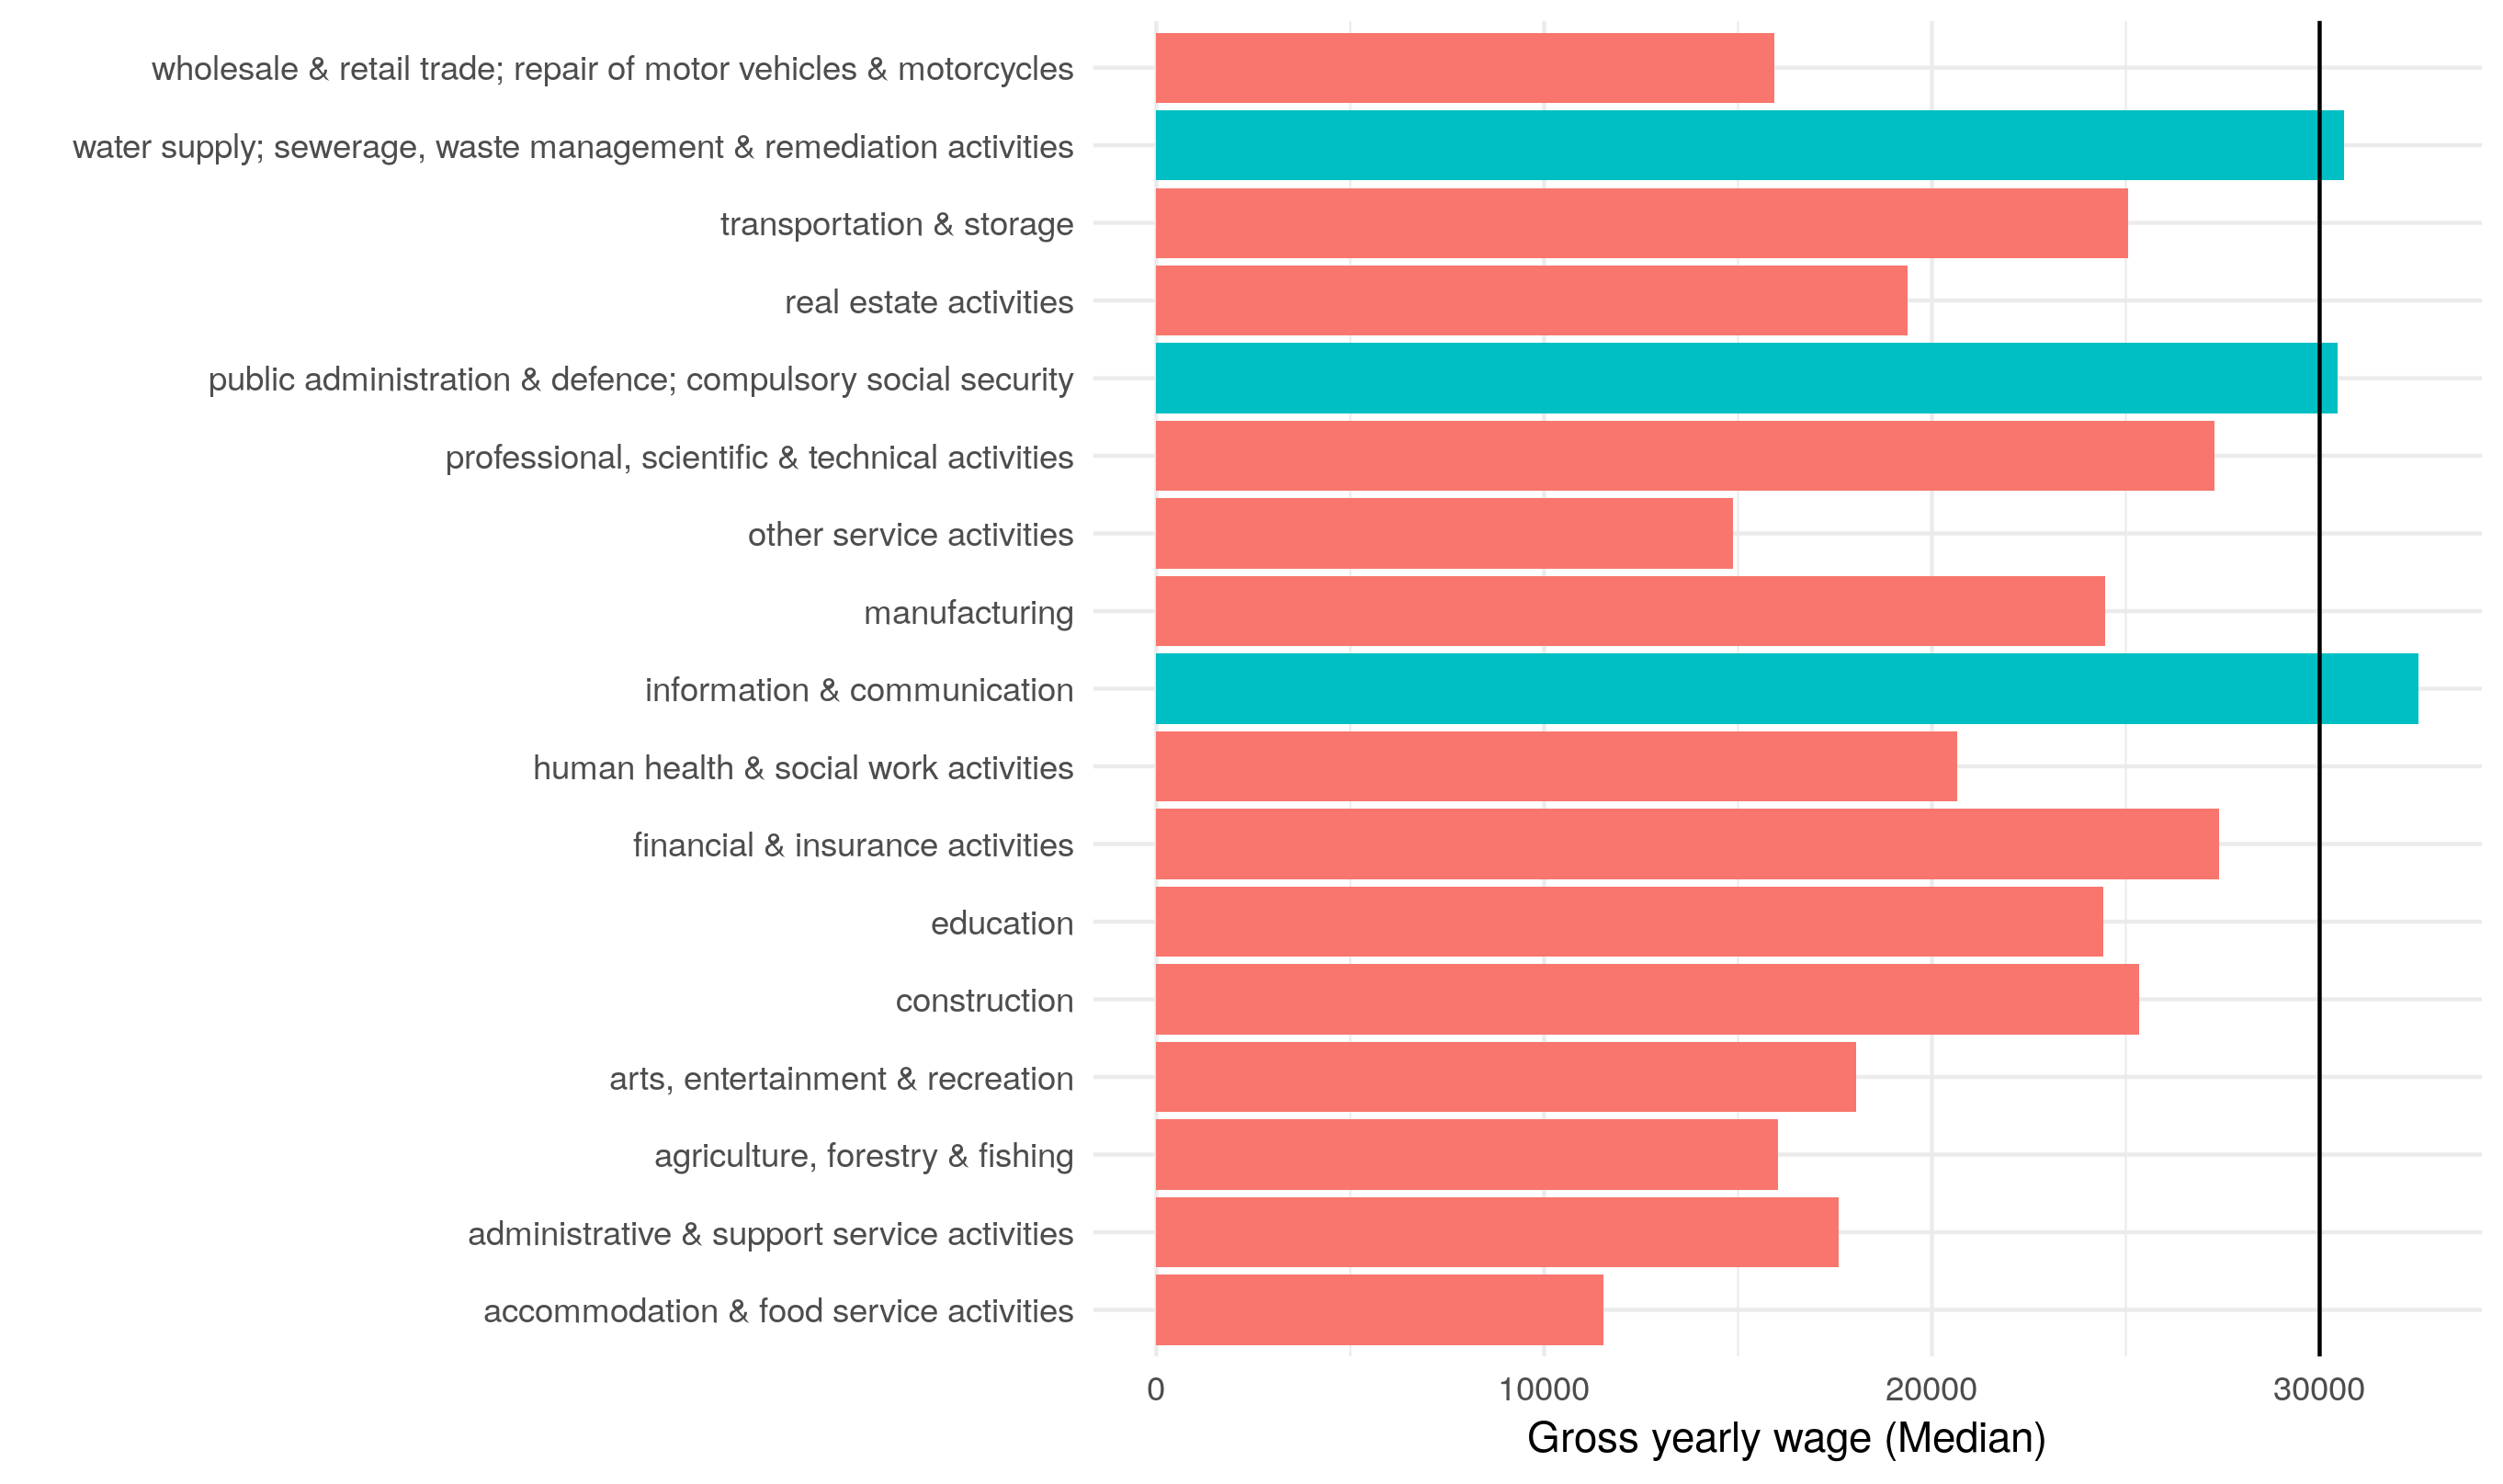 wholesale & retail trade; repair of motor vehicles & motorcycles
water supply; sewerage, waste management & remediation activities
transportation & storage
real estate activities
public administration & defence; compulsory social security
professional, scientific & technical activities
other service activities
manufacturing
information & communication
human health & social work activities
financial & insurance activities
education
construction
arts, entertainment & recreation
agriculture, forestry & fishing
administrative & support service activities
accommodation & food service activities
0 10000 20000 30000
Gross yearly wage (Median)